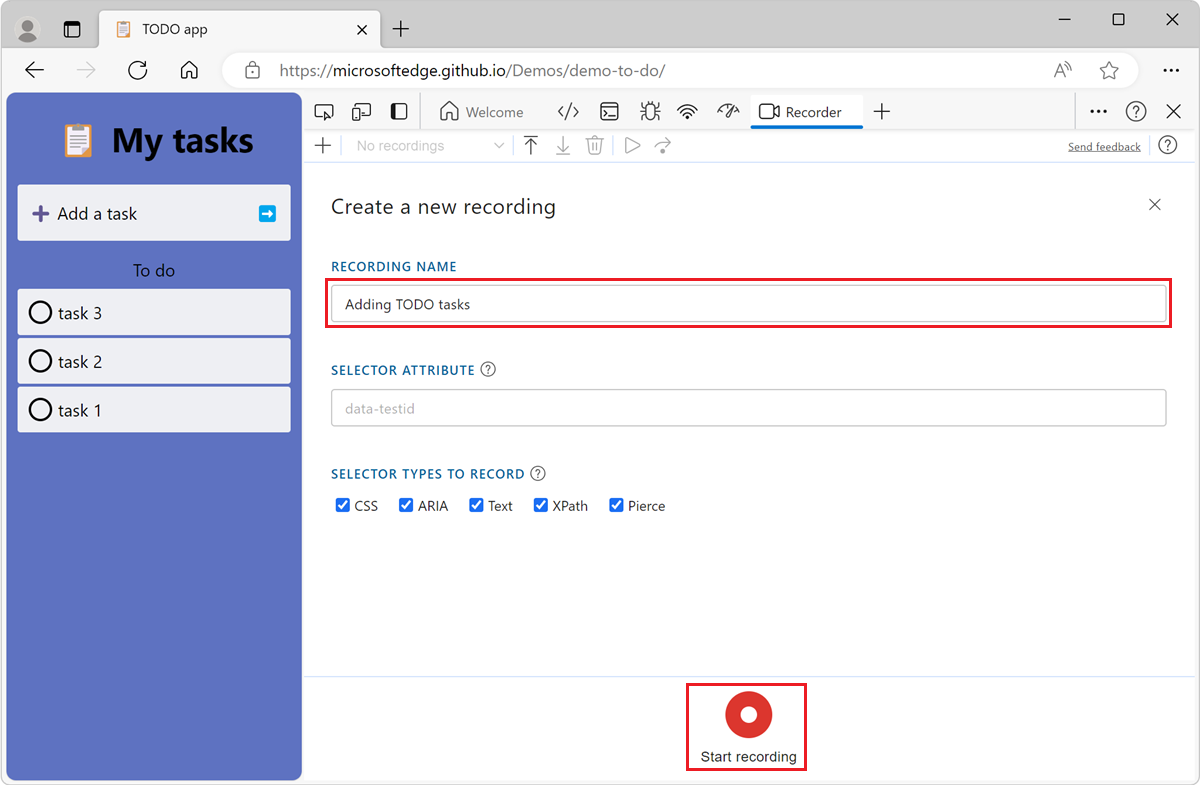 TODO app
https://microsoftedge.github.io/Demos/demo-to-do/
My tasks
Add a task
To do
task 3
task 2
task 1
Welcome
Recorder
No recordings
Send feedback
Create a new recording
RECORDING NAME
Adding TODO tasks
SELECTOR ATTRIBUTE
data-testid
SELECTOR TYPES TO RECORD
CSS ARIA Text XPath Pierce
Start recording